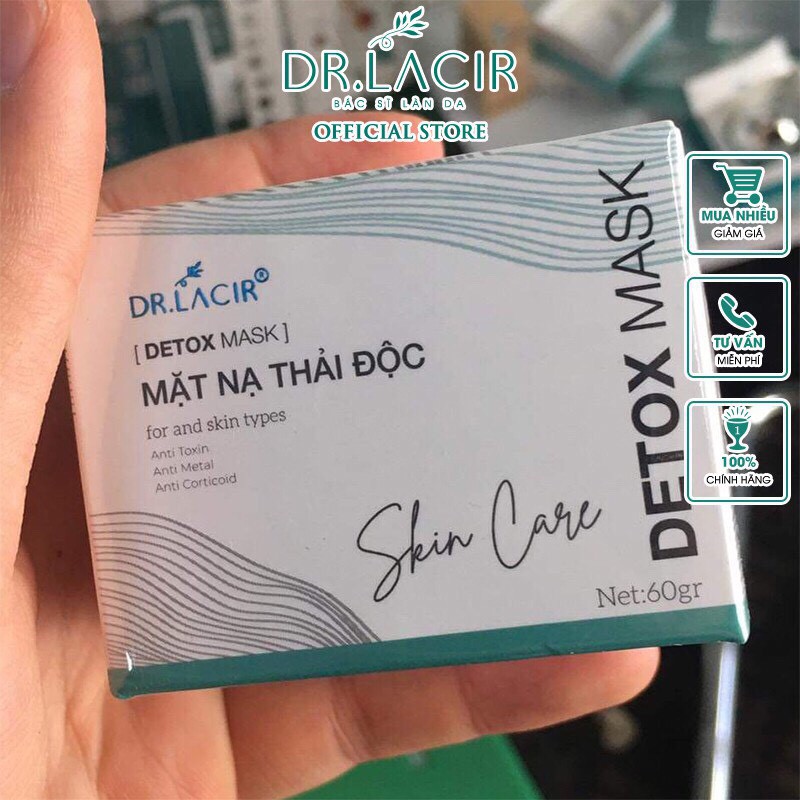 DR.LACIR
BÁC SĨ LÀN DA
OFFICIAL STORE
MUA NHIỀU
GIẢM GIÁ
TƯ VẤN
MIỄN PHÍ
1
100%
CHÍNH HÃNG
DR.LACIR®
[ DETOX MASK ]
MẶT NẠ THẢI ĐỘC
for and skin types
Anti Toxin
Anti Metal
Anti Corticoid
Skin Care
Net:60gr
DETOX MASK